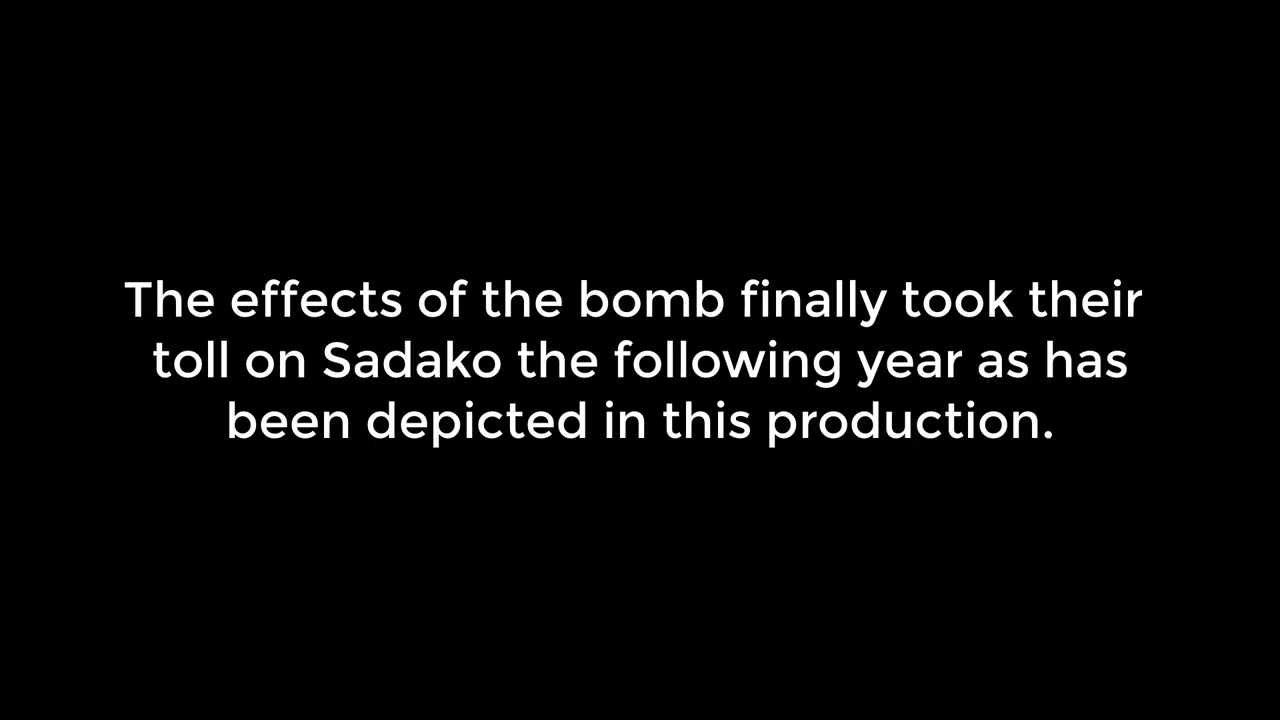 The effects of the bomb finally took their
toll on Sadako the following year as has
been depicted in this production.